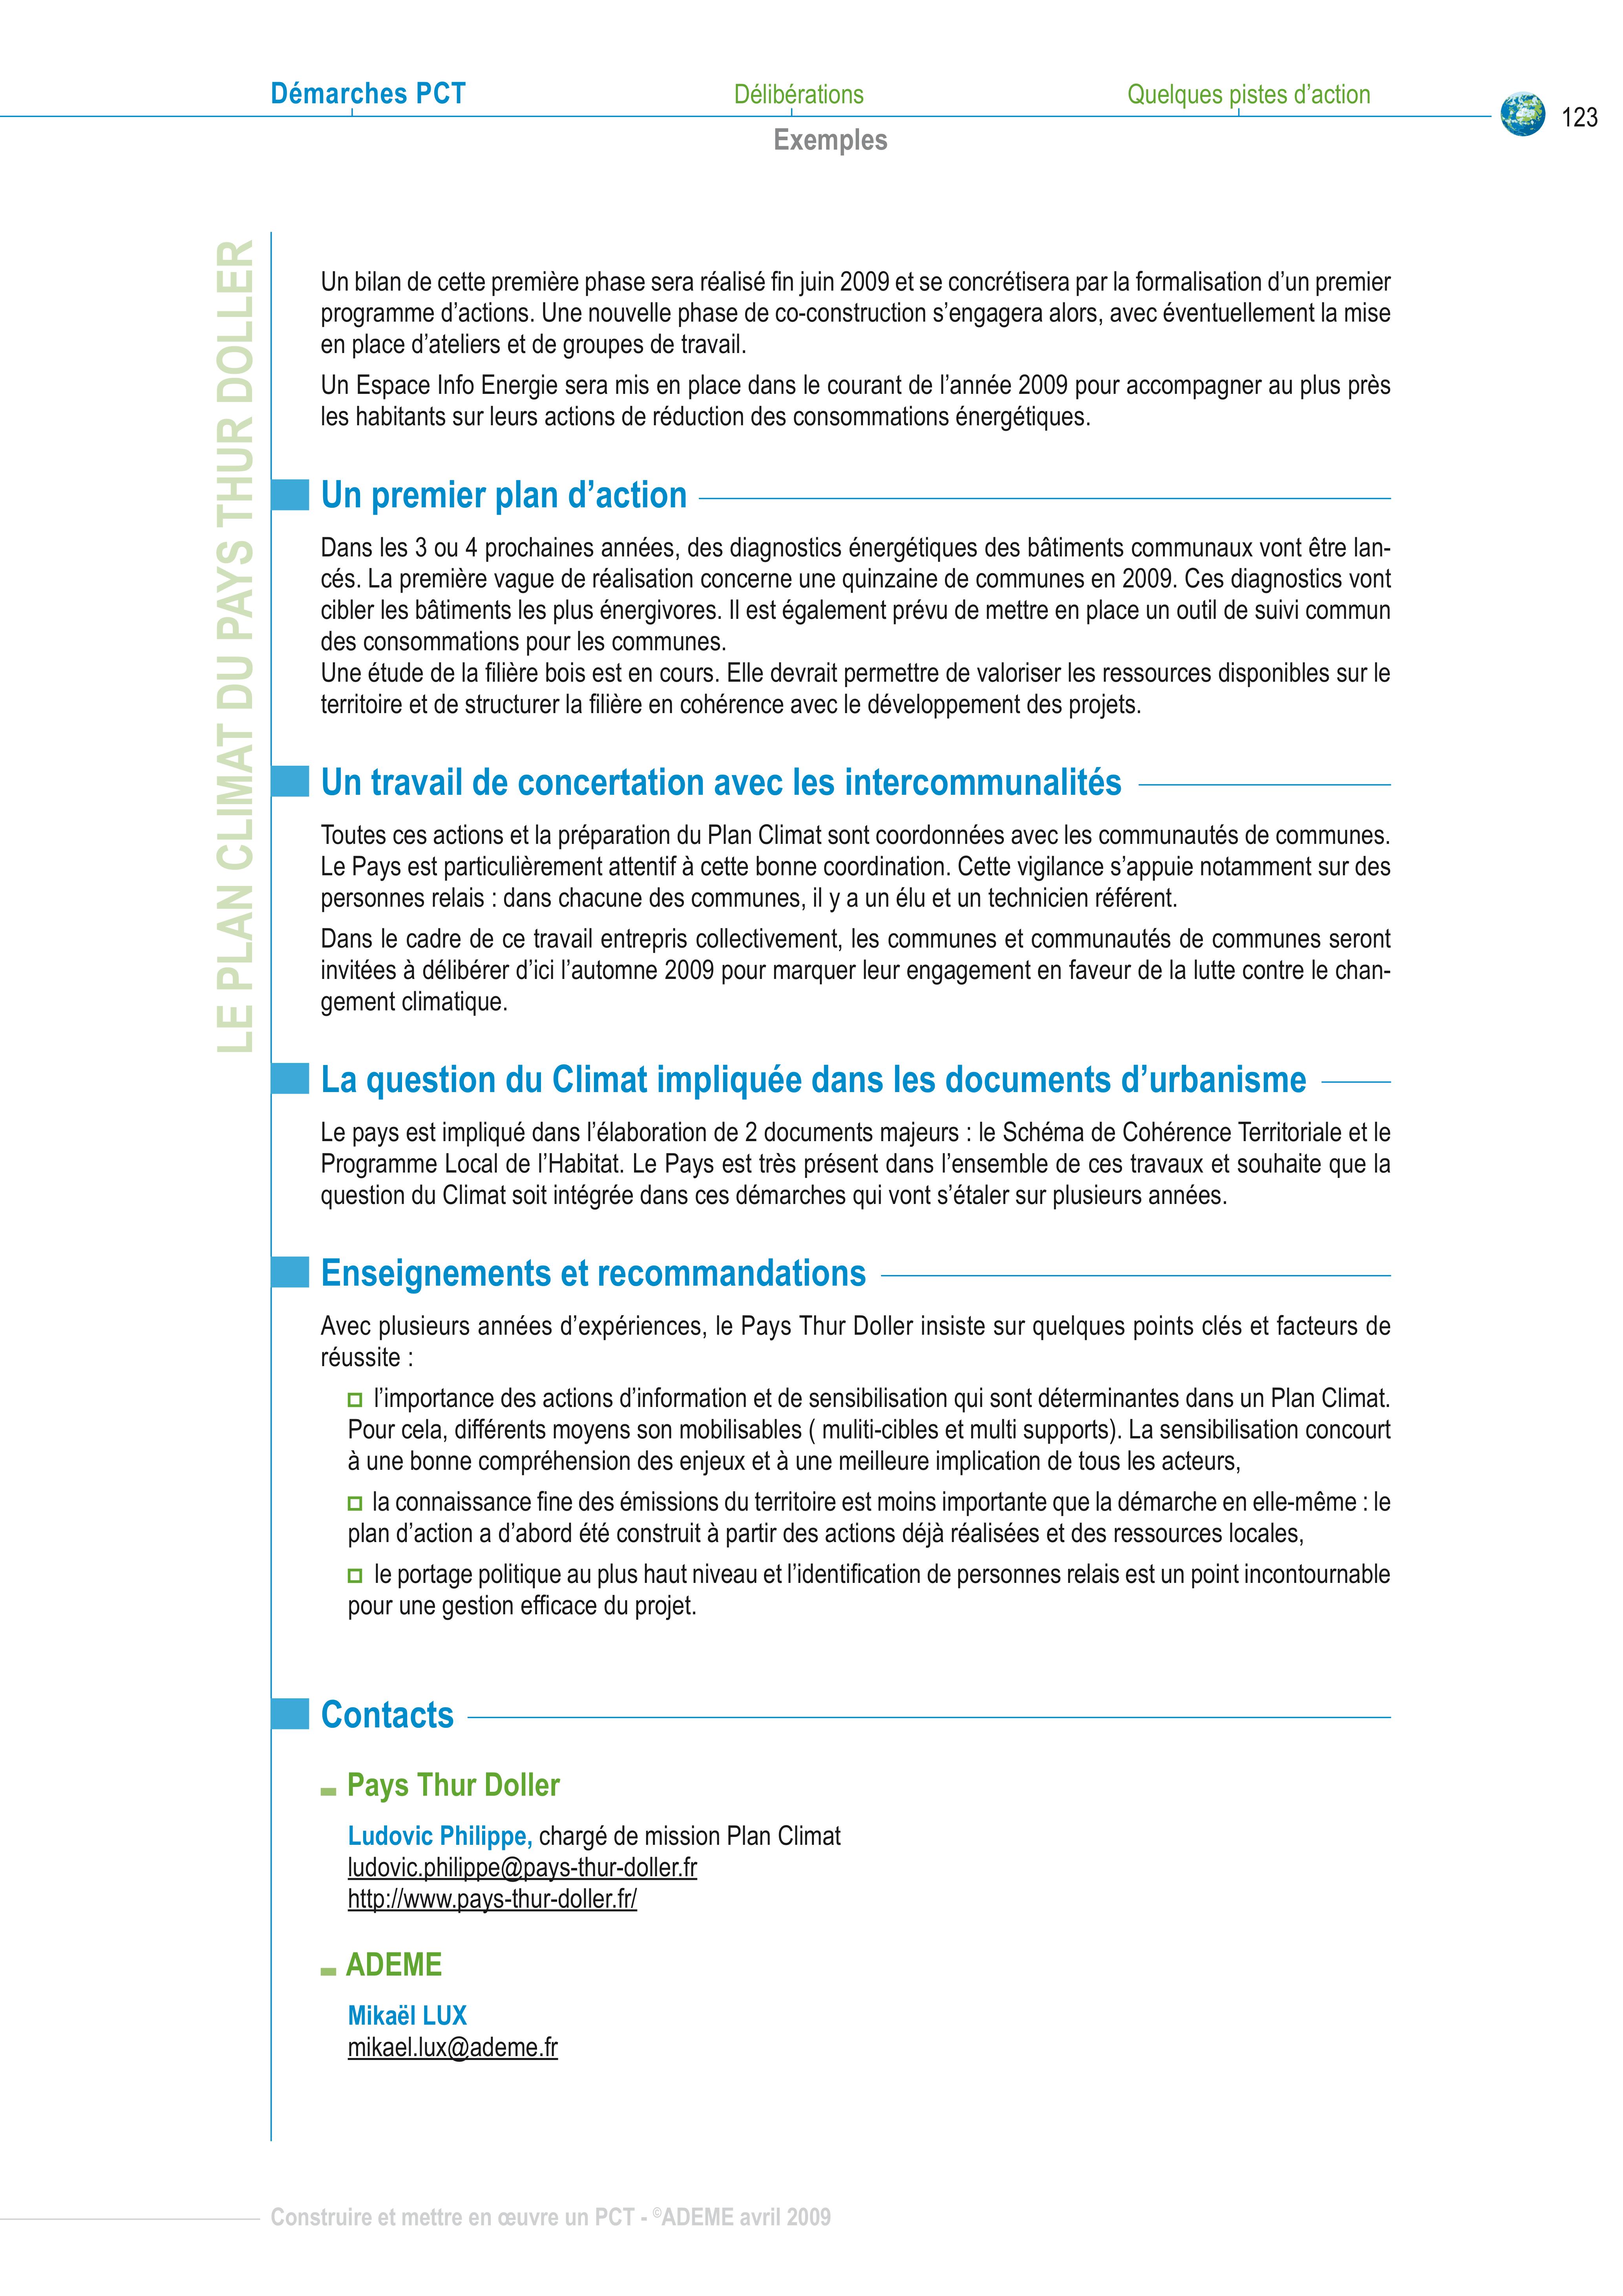 Démarches PCT
Délibérations
Quelques pistes d’action
123
Exemples
LE PLAN CLIMAT DU PAYS THUR DOLLER
Un bilan de cette première phase sera réalisé fin juin 2009 et se concrétisera par la formalisation d’un premier
programme d’actions. Une nouvelle phase de co-construction s’engagera alors, avec éventuellement la mise
en place d’ateliers et de groupes de travail.
Un Espace Info Energie sera mis en place dans le courant de l’année 2009 pour accompagner au plus près
les habitants sur leurs actions de réduction des consommations énergétiques.
Un premier plan d’action
Dans les 3 ou 4 prochaines années, des diagnostics énergétiques des bâtiments communaux vont être lan-
cés. La première vague de réalisation concerne une quinzaine de communes en 2009. Ces diagnostics vont
cibler les bâtiments les plus énergivores. Il est également prévu de mettre en place un outil de suivi commun
des consommations pour les communes.
Une étude de la filière bois est en cours. Elle devrait permettre de valoriser les ressources disponibles sur le
territoire et de structurer la filière en cohérence avec le développement des projets.
Un travail de concertation avec les intercommunalités
Toutes ces actions et la préparation du Plan Climat sont coordonnées avec les communautés de communes.
Le Pays est particulièrement attentif à cette bonne coordination. Cette vigilance s’appuie notamment sur des
personnes relais : dans chacune des communes, il y a un élu et un technicien référent.
Dans le cadre de ce travail entrepris collectivement, les communes et communautés de communes seront
invitées à délibérer d’ici l’automne 2009 pour marquer leur engagement en faveur de la lutte contre le chan-
gement climatique.
La question du Climat impliquée dans les documents d’urbanisme
Le pays est impliqué dans l’élaboration de 2 documents majeurs : le Schéma de Cohérence Territoriale et le
Programme Local de l’Habitat. Le Pays est très présent dans l’ensemble de ces travaux et souhaite que la
question du Climat soit intégrée dans ces démarches qui vont s’étaler sur plusieurs années.
Enseignements et recommandations
Avec plusieurs années d’expériences, le Pays Thur Doller insiste sur quelques points clés et facteurs de
réussite :
l’importance des actions d’information et de sensibilisation qui sont déterminantes dans un Plan Climat.
Pour cela, différents moyens son mobilisables ( muliti-cibles et multi supports). La sensibilisation concourt
à une bonne compréhension des enjeux et à une meilleure implication de tous les acteurs,
la connaissance fine des émissions du territoire est moins importante que la démarche en elle-même : le
plan d’action a d’abord été construit à partir des actions déjà réalisées et des ressources locales,
le portage politique au plus haut niveau et l’identification de personnes relais est un point incontournable
pour une gestion efficace du projet.
Contacts
Pays Thur Doller
Ludovic Philippe, chargé de mission Plan Climat
ludovic.philippe@pays-thur-doller.fr
http://www.pays-thur-doller.fr/
ADEME
Mikaël LUX
mikael.lux@ademe.fr
Construire et mettre en œuvre un PCT - ©ADEME avril 2009